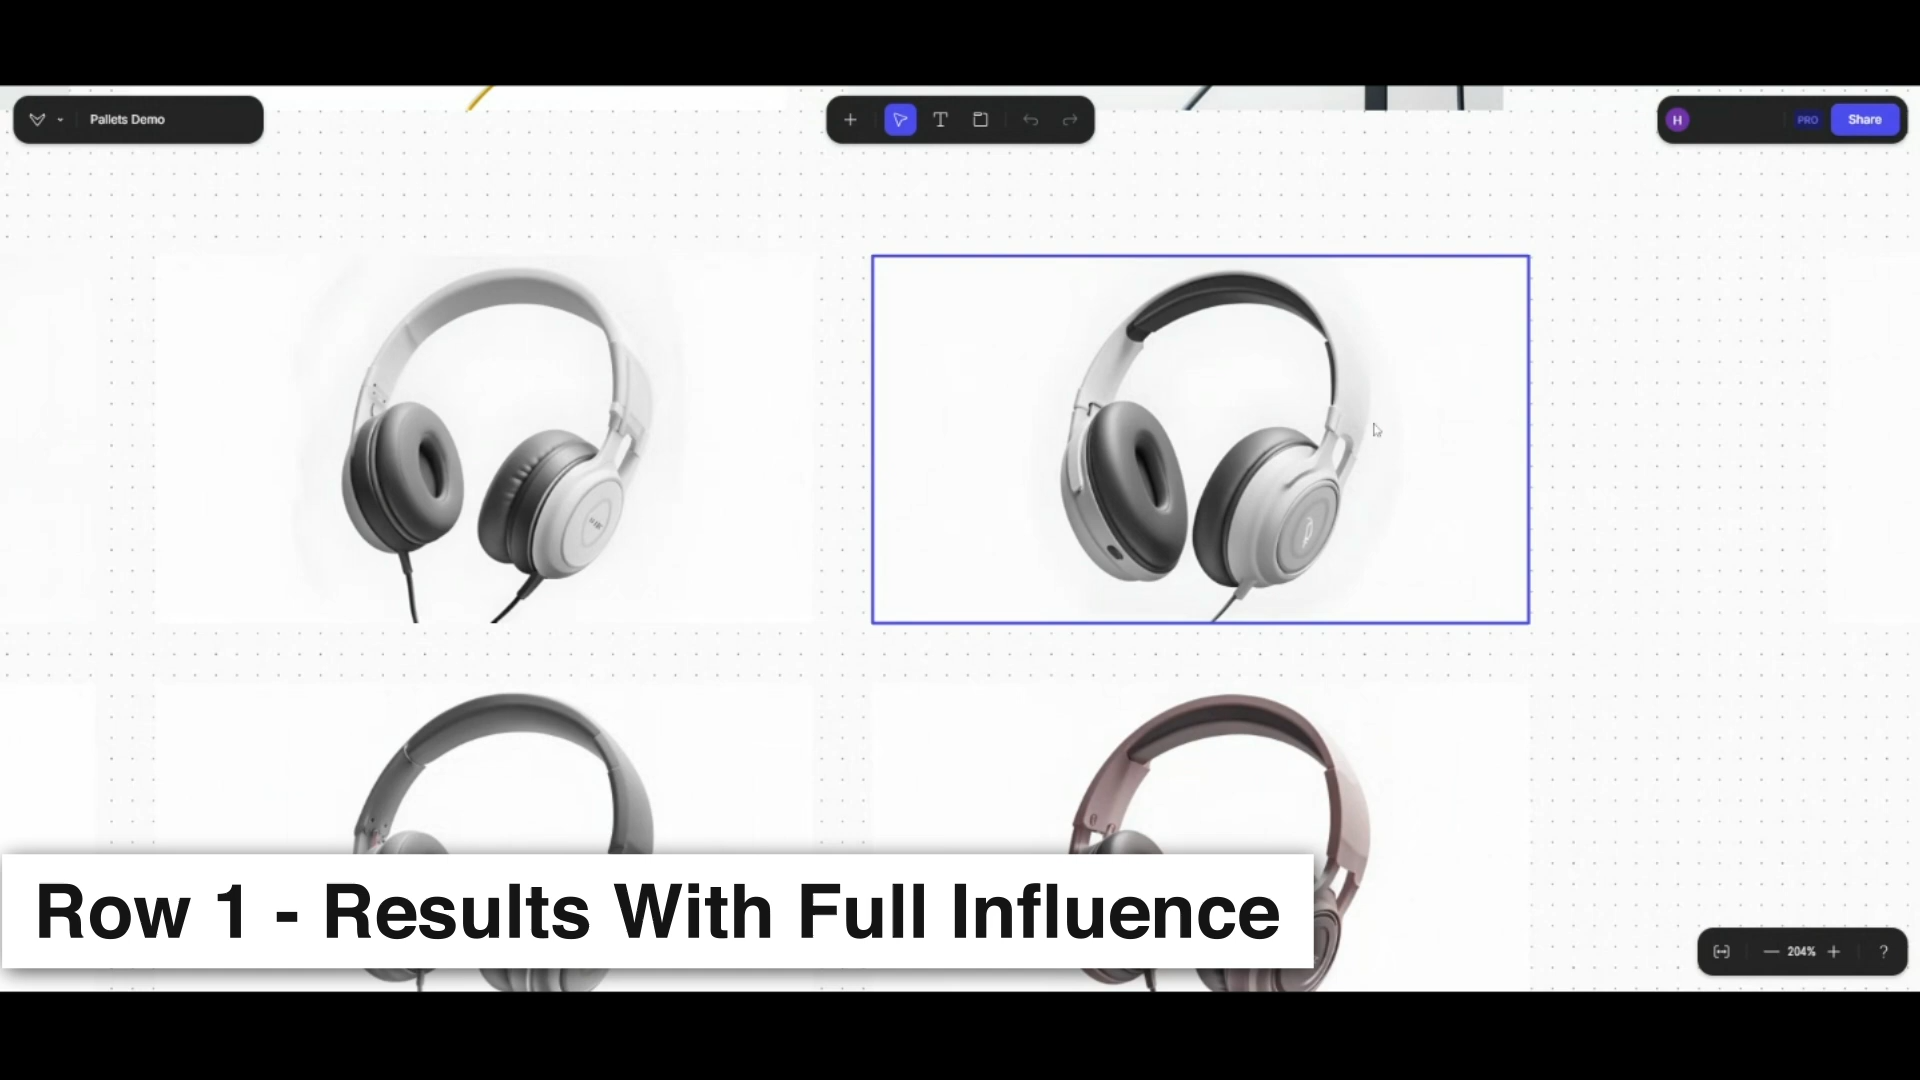 Pallets Demo
T
H
PRO
Share
Row 1 - Results With Full Influence
204%
?